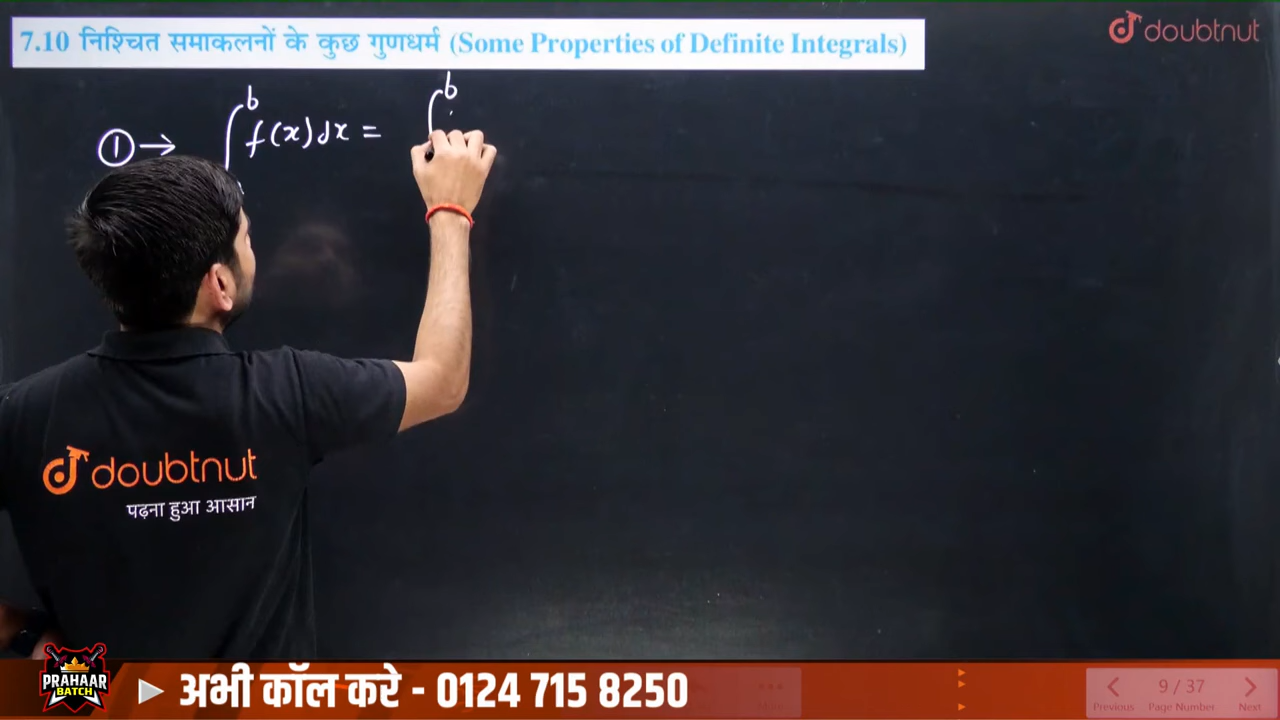 7.10 निश्चित समाकलनों के कुछ गुणधर्म (Some Properties of Definite Integrals)
doubtnut
① → ∫ b f(x) dx = ∫ b
doubtnut
पढ़ना हुआ आसान
PRAHAAR
BATCH
अभी कॉल करे - 0124 715 8250
9 / 37
Previous Page Number Next